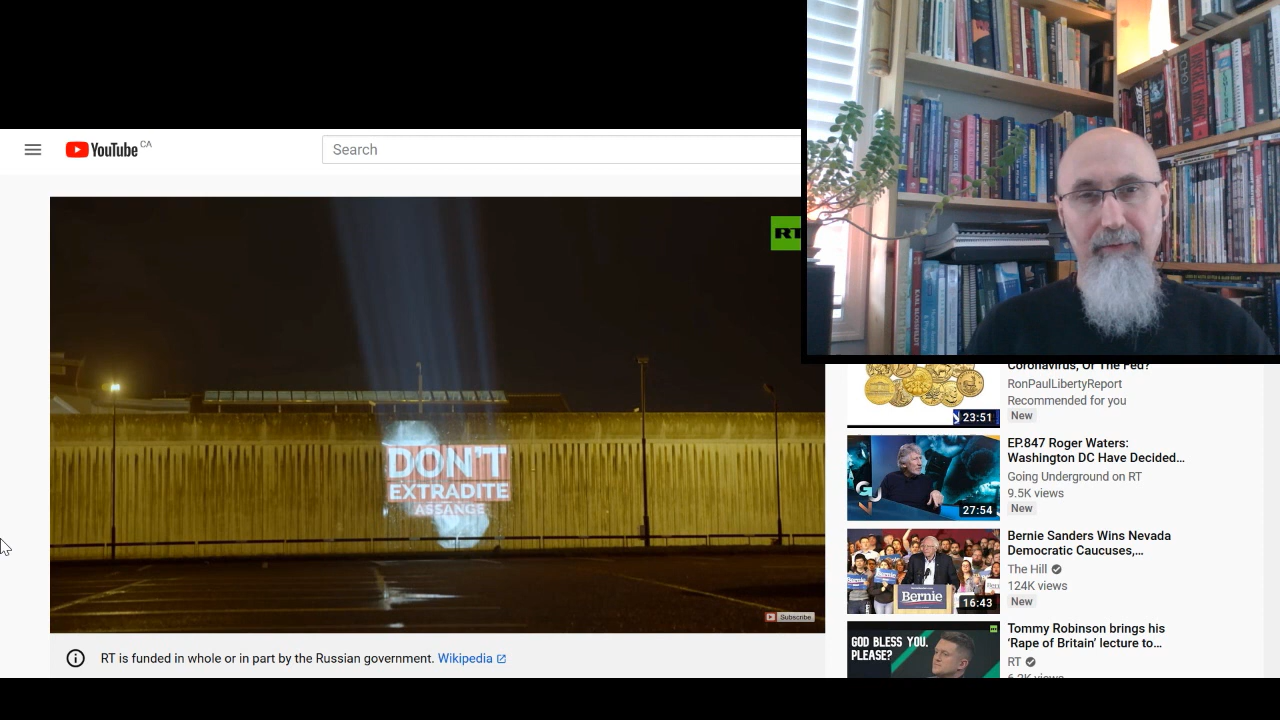 YouTube CA
Search
RT
DON'T
EXTRADITE
ASSANGE
Subscribe
RT is funded in whole or in part by the Russian government. Wikipedia
Coronavirus, Or The Fed?
RonPaulLibertyReport
Recommended for you
New
23:51
EP.847 Roger Waters:
Washington DC Have Decided...
Going Underground on RT
9.5K views
New
27:54
Bernie Sanders Wins Nevada
Democratic Caucuses,...
The Hill
124K views
New
Bernie
16:43
Tommy Robinson brings his
‘Rape of Britain’ lecture to...
RT
GOD BLESS YOU,
PLEASE?
KARL